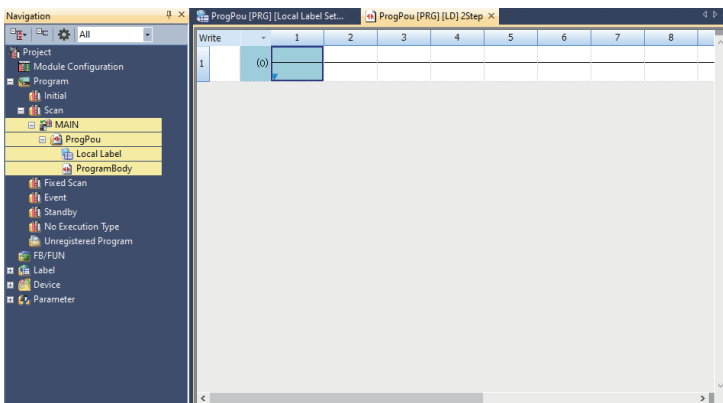 Navigation
All
Project
Module Configuration
Program
Initial
Scan
MAIN
ProgPou
Local Label
ProgramBody
Fixed Scan
Event
Standby
No Execution Type
Unregistered Program
FB/FUN
Label
Device
Parameter
ProgPou [PRG] [Local Label Set...
ProgPou [PRG] [LD] 2Step
Write 1 2 3 4 5 6 7 8
1 (0)